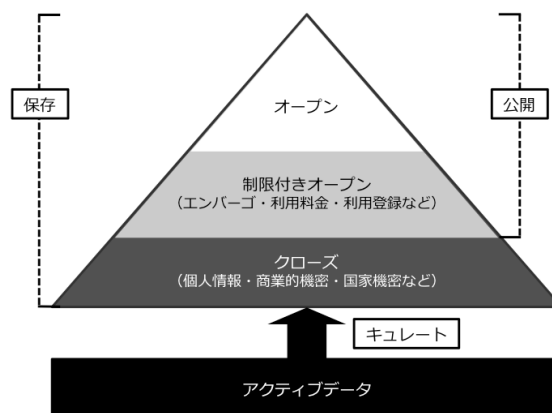 オープン
保存
公開
制限付きオープン
(エンバーゴ・利用料金・利用登録など)
クローズ
(個人情報・商業的機密・国家機密など)
キュレート
アクティブデータ